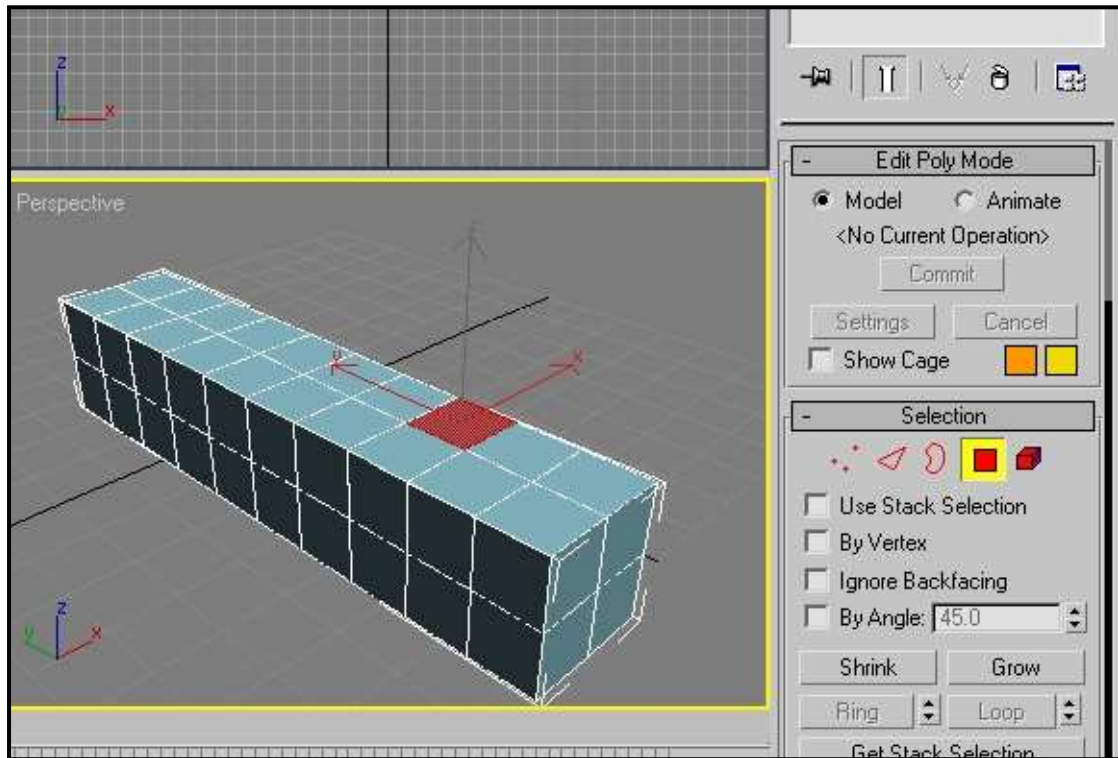 z
y x
Perspective
z
y x
y x
- Edit Poly Mode
Model Animate
<No Current Operation>
Commit
Settings Cancel
Show Cage
- Selection
Use Stack Selection
By Vertex
Ignore Backfacing
By Angle: 45.0
Shrink Grow
Ring Loop
Get Stack Selection